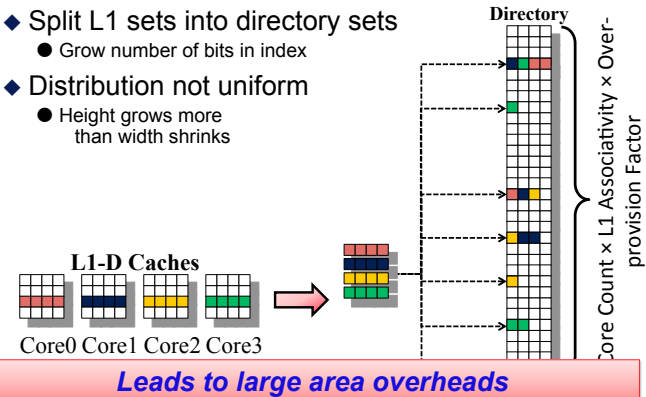 ◆ Split L1 sets into directory sets
● Grow number of bits in index
◆ Distribution not uniform
● Height grows more
than width shrinks
Directory
Core Count × L1 Associativity × Over-
provision Factor
L1-D Caches
Core0 Core1 Core2 Core3
Leads to large area overheads